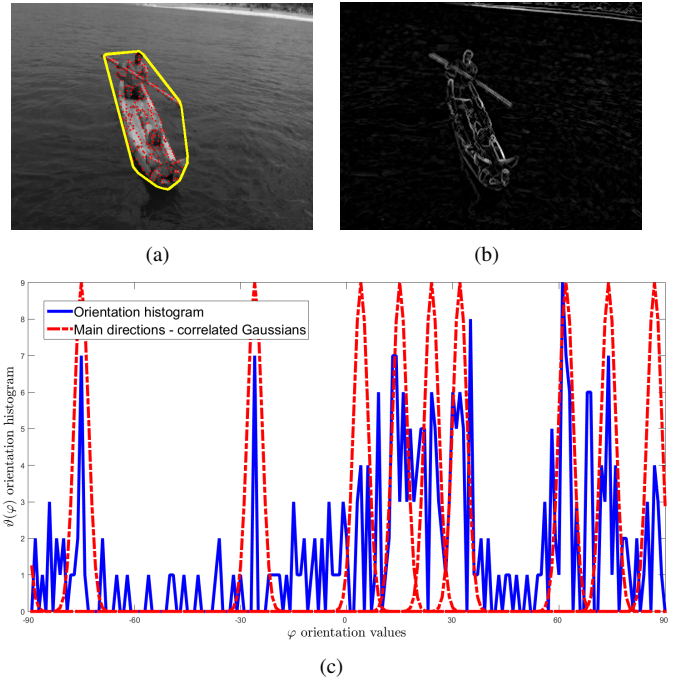 (a)
(b)
Orientation histogram
Main directions - correlated Gaussians
9
8
7
6
5
4
3
2
1
0
ϑ(φ) orientation histogram
-90
-60
-30
0
30
60
90
φ orientation values
(c)